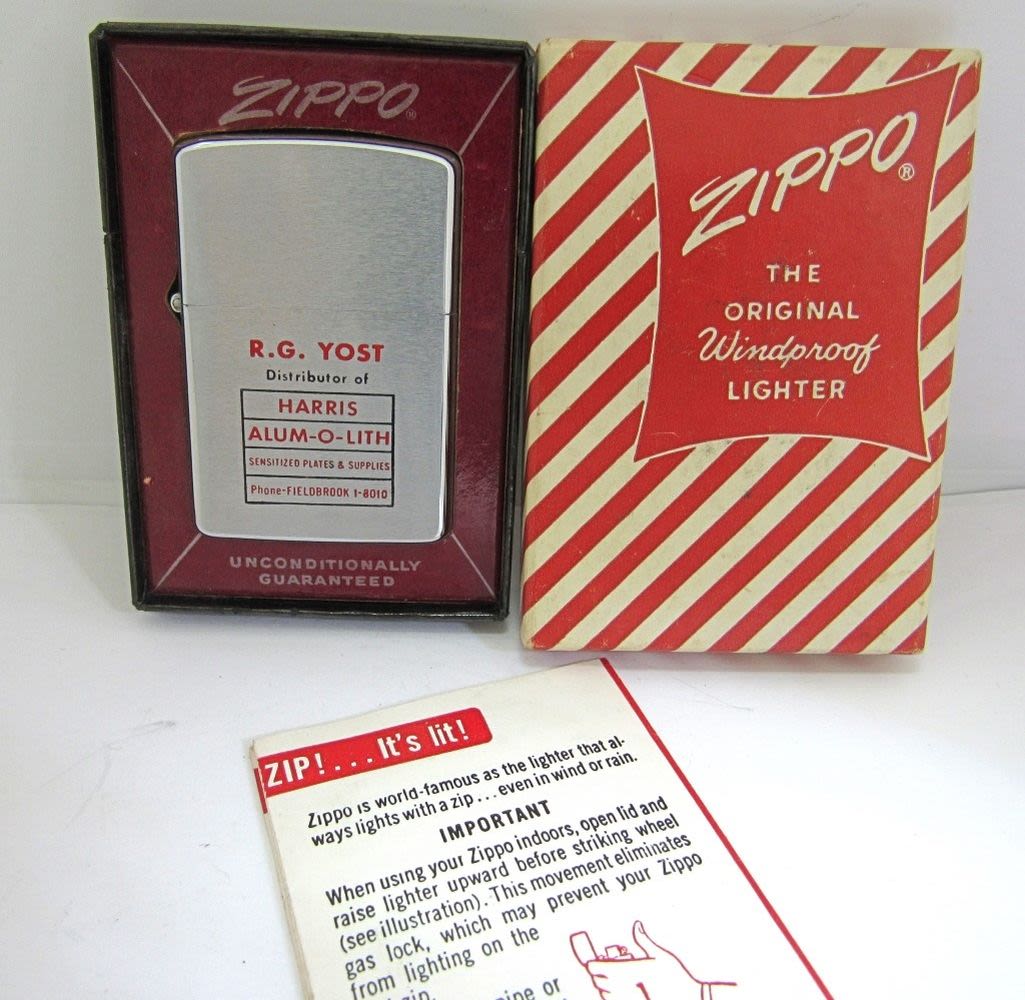 ZIPPO®
R.G. YOST
Distributor of
HARRIS
ALUM-O-LITH
SENSITIZED PLATES & SUPPLIES
Phone-FIELDBROOK 1-8010
UNCONDITIONALLY
GUARANTEED
ZIPPO®
THE
ORIGINAL
Windproof
LIGHTER
ZIP!...It's lit!
Zippo is world-famous as the lighter that al-
ways lights with a zip...even in wind or rain.
IMPORTANT
When using your Zippo indoors, open lid and
raise lighter upward before striking wheel
(see illustration). This movement eliminates
gas lock, which may prevent your Zippo
from lighting on the
zip.
or